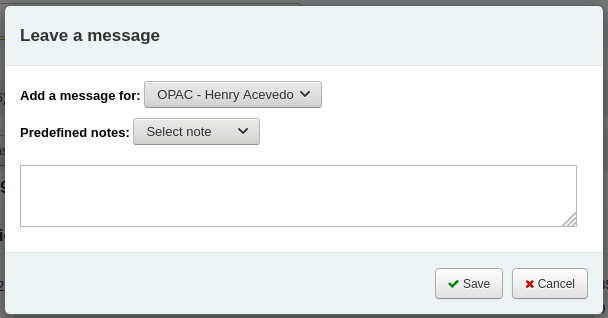 Leave a message
Add a message for: OPAC - Henry Acevedo
Predefined notes: Select note
Save Cancel